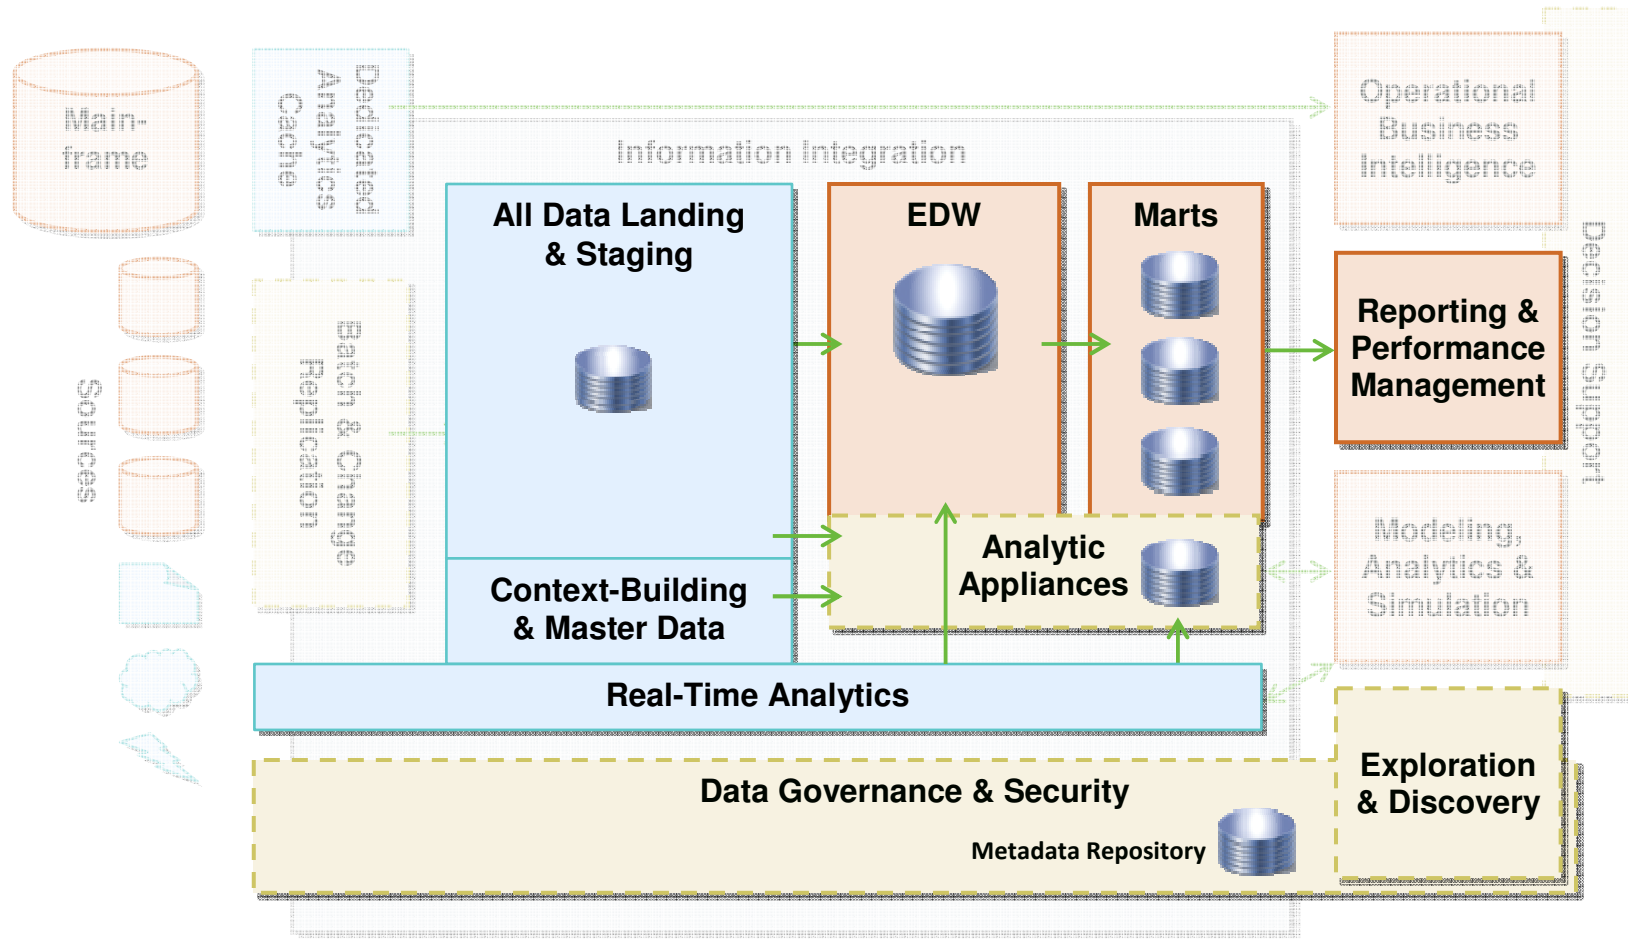 Main-
frame
Sources
Dedicated
Analytics
Cache
Batch & Change
Replication
Information Integration
All Data Landing
& Staging
Context-Building
& Master Data
EDW
Marts
Analytic
Appliances
Real-Time Analytics
Data Governance & Security
Metadata Repository
Operational
Business
Intelligence
Reporting &
Performance
Management
Modeling,
Analytics &
Simulation
Exploration
& Discovery
Decision Support